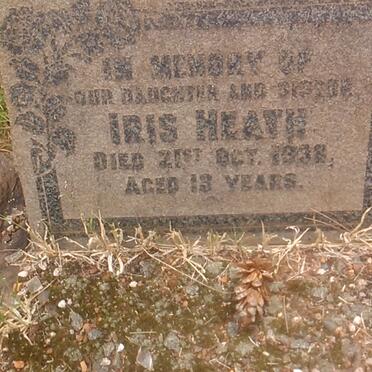 IN MEMORY OF
OUR DAUGHTER AND SISTER
IRIS HEATH
DIED 21ST OCT. 1938,
AGED 13 YEARS.